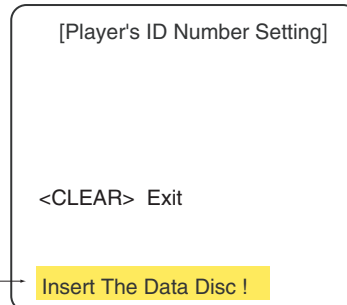 [Player's ID Number Setting]
<CLEAR> Exit
Insert The Data Disc !